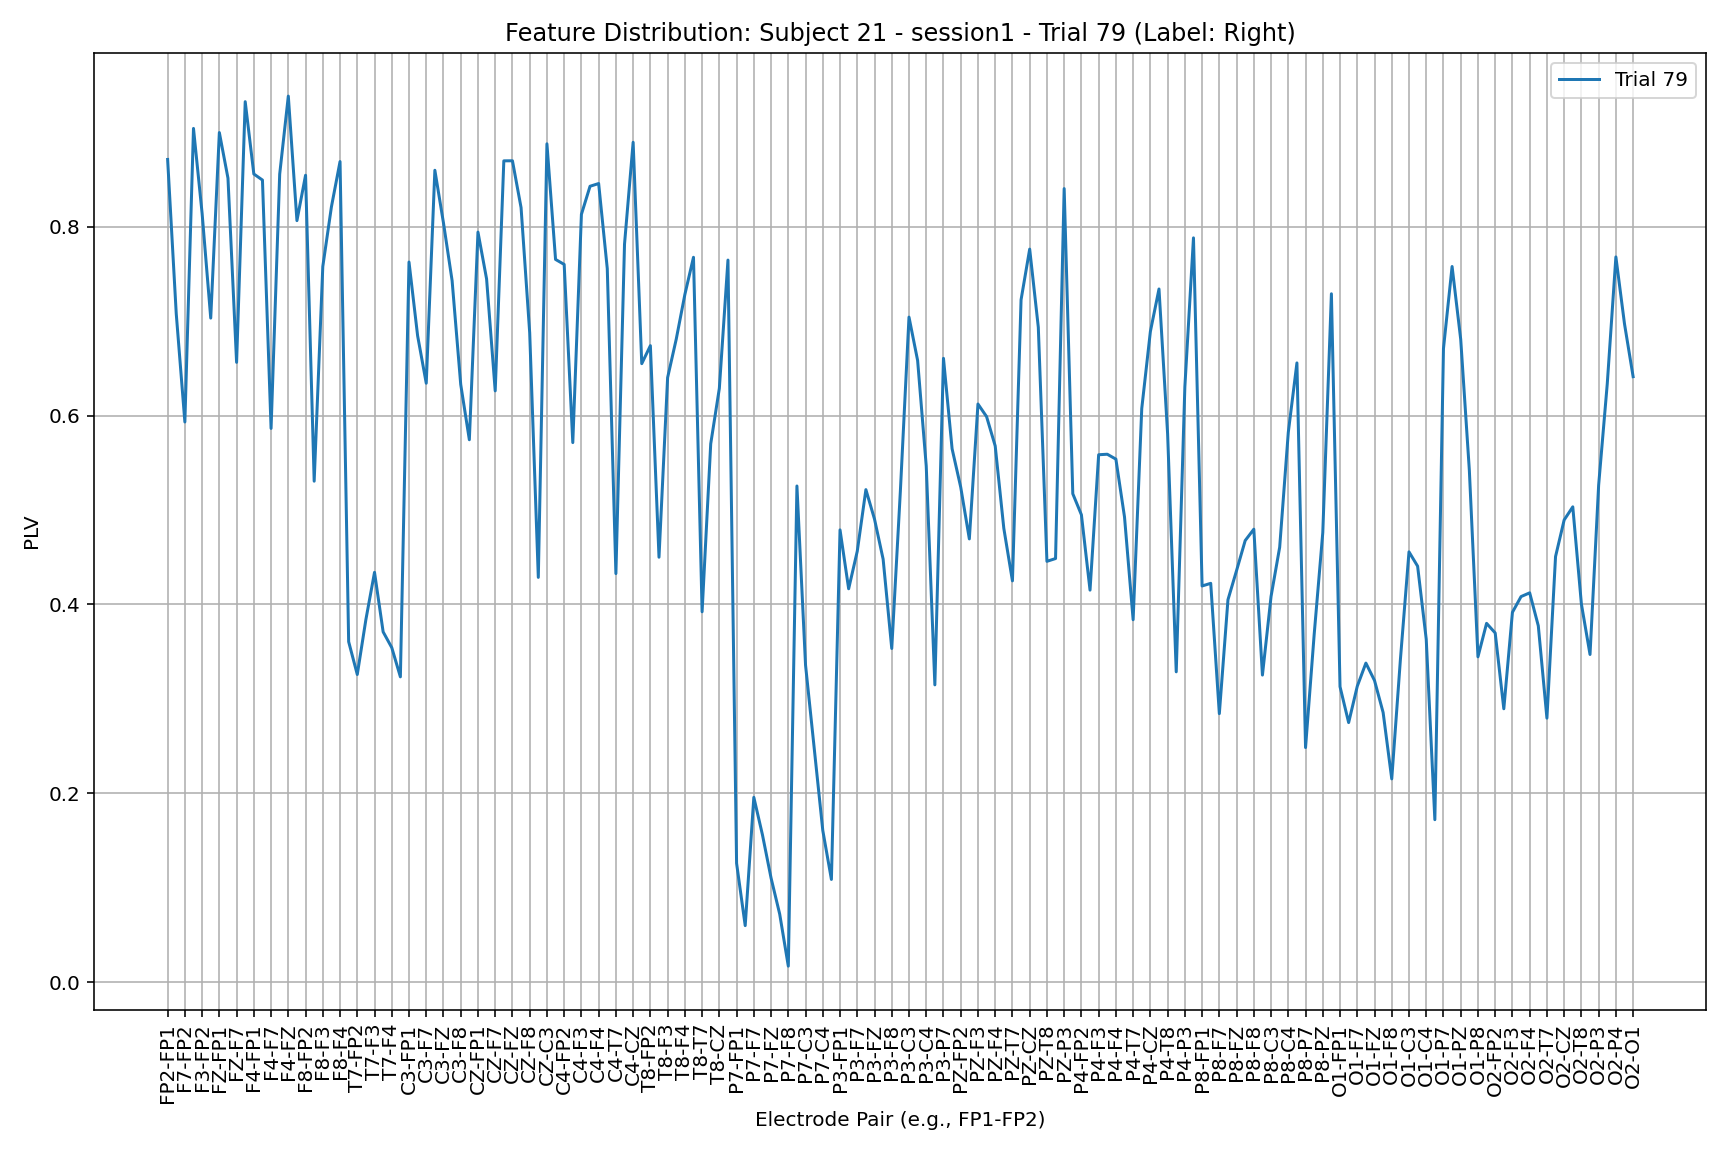 Feature Distribution: Subject 21 - session1 - Trial 79 (Label: Right)
Trial 79
PLV
0.8
0.6
0.4
0.2
0.0
FP2-FP1
F7-FP2
F3-FP2
FZ-FP1
FZ-F7
F4-FP1
F4-F7
F4-FZ
F8-FP2
F8-F3
F8-F4
T7-FP2
T7-F3
T7-F4
C3-FP1
C3-F7
C3-FZ
C3-F8
CZ-FP1
CZ-F3
CZ-FZ
CZ-F8
CZ-C3
C4-FP2
C4-F3
C4-F4
C4-T7
C4-CZ
T8-FP2
T8-F3
T8-F4
T8-T7
T8-CZ
P7-FP1
P7-F7
P7-FZ
P7-F8
P7-C3
P7-C4
P3-FP1
P3-F7
P3-FZ
P3-F8
P3-C3
P3-C4
P3-P7
PZ-FP2
PZ-F3
PZ-F4
PZ-T7
PZ-CZ
PZ-T8
PZ-P3
P4-FP2
P4-F3
P4-F4
P4-T7
P4-CZ
P4-T8
P4-P3
P8-FP1
P8-F7
P8-FZ
P8-F8
P8-C3
P8-C4
P8-P7
P8-PZ
O1-FP1
O1-F7
O1-FZ
O1-F8
O1-C3
O1-C4
O1-P7
O1-PZ
O1-P8
O2-FP2
O2-F3
O2-F4
O2-T7
O2-CZ
O2-T8
O2-P3
O2-P4
O2-O1
Electrode Pair (e.g., FP1-FP2)